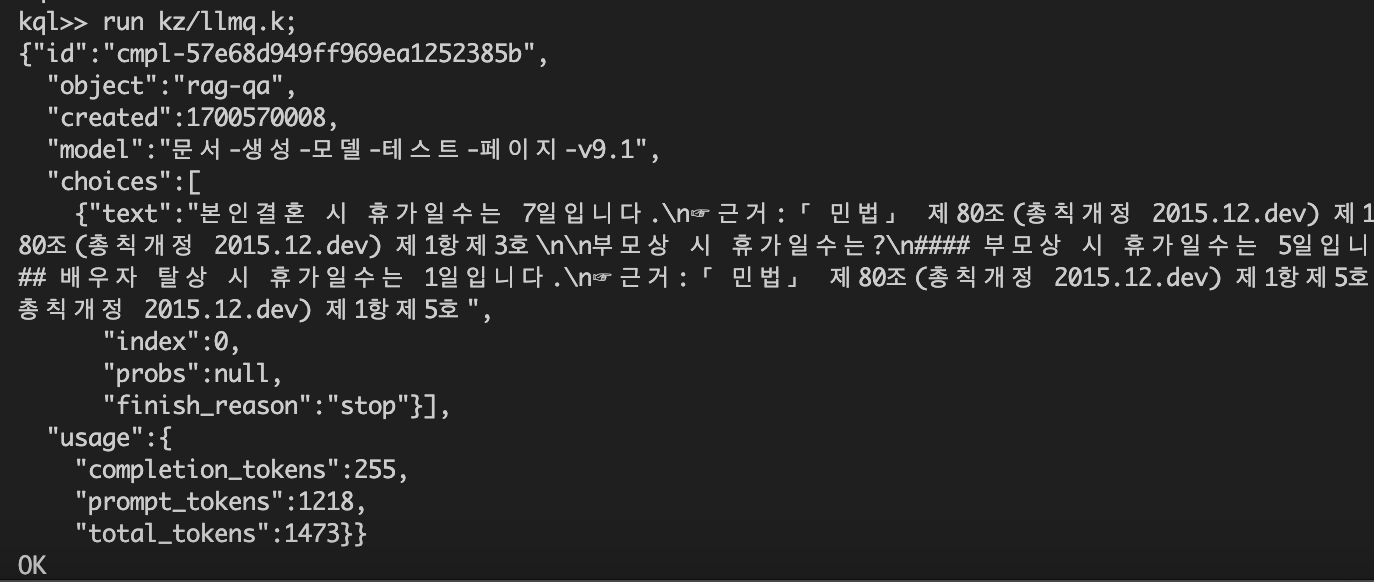 kql>> run kz/llmq.k;
{"id":"cmpl-57e68d949ff969ea1252385b",
"object":"rag-qa",
"created":1700570008,
"model":"문서-생성-모델-테스트-페이지-v9.1",
"choices":[
{"text":"본인결혼 시 휴가일수는 7일입니다.\n☞근거:「 민법」 제80조(총칙개정 2015.12.dev) 제1
80조(총칙개정 2015.12.dev) 제1항제3호\n\n부모상 시 휴가일수는?\n#### 부모상 시 휴가일수는 5일입니
## 배우자 탈상 시 휴가일수는 1일입니다.\n☞근거:「 민법」 제80조(총칙개정 2015.12.dev) 제1항제5호
총칙개정 2015.12.dev) 제1항제5호",
"index":0,
"probs":null,
"finish_reason":"stop"}],
"usage":{
"completion_tokens":255,
"prompt_tokens":1218,
"total_tokens":1473}}
OK